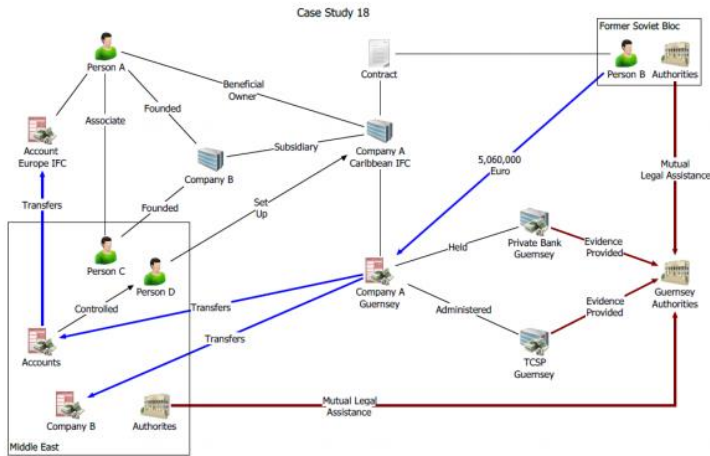 Case Study 18
Former Soviet Bloc
Person A
Contract
Person B
Authorities
Beneficial
Owner
Founded
Associate
Account
Europe IFC
Subsidiary
Company A
Caribbean IFC
Company B
5,060,000
Euro
Mutual
Legal Assistance
Transfers
Founded
Set
Up
Person C
Person D
Private Bank
Guernsey
Evidence
Provided
Held
Controlled
Company A
Guernsey
Guernsey
Authorities
Transfers
Administered
Evidence
Provided
Transfers
Accounts
TCSP
Guernsey
Mutual Legal
Assistance
Company B
Authorites
Middle East